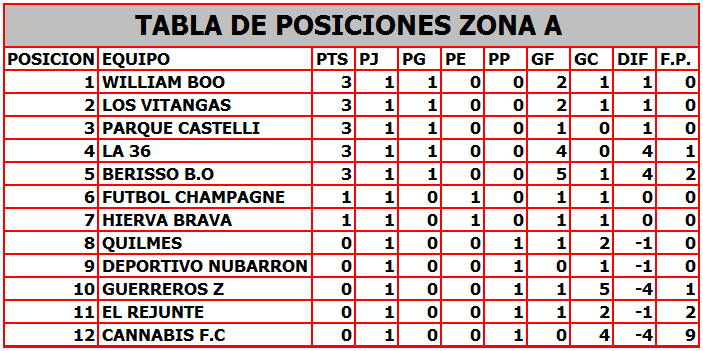 TABLA DE POSICIONES ZONA A
POSICION EQUIPO PTS PJ PG PE PP GF GC DIF F.P.
1 WILLIAM BOO 3 1 1 0 0 2 1 1 0
2 LOS VITANGAS 3 1 1 0 0 2 1 1 0
3 PARQUE CASTELLI 3 1 1 0 0 1 0 1 0
4 LA 36 3 1 1 0 0 4 0 4 1
5 BERISSO B.O 3 1 1 0 0 5 1 4 2
6 FUTBOL CHAMPAGNE 1 1 0 1 0 1 1 0 0
7 HIERVA BRAVA 1 1 0 1 0 1 1 0 0
8 QUILMES 0 1 0 0 1 1 2 -1 0
9 DEPORTIVO NUBARRON 0 1 0 0 1 0 1 -1 0
10 GUERREROS Z 0 1 0 0 1 1 5 -4 1
11 EL REJUNTE 0 1 0 0 1 1 2 -1 2
12 CANNABIS F.C 0 1 0 0 1 0 4 -4 9